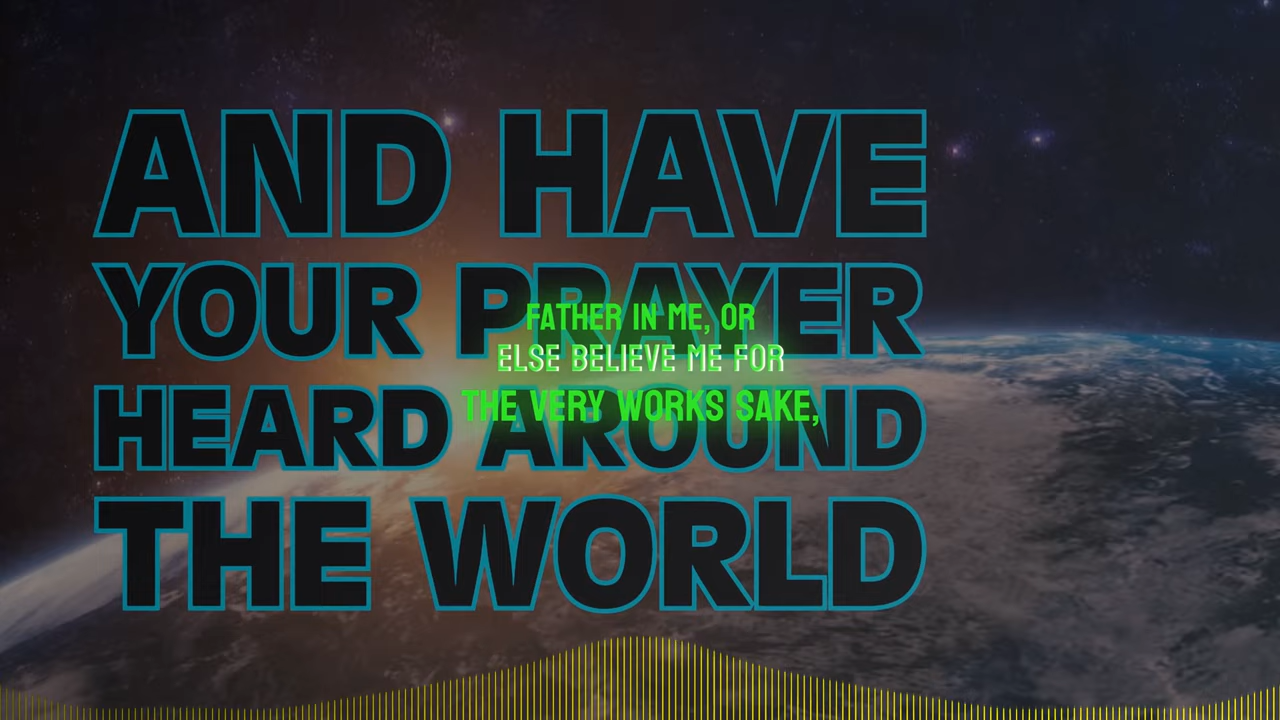 AND HAVE
YOUR PRAYER
HEARD AROUND
THE WORLD
FATHER IN ME, OR
ELSE BELIEVE ME FOR
THE VERY WORKS SAKE,